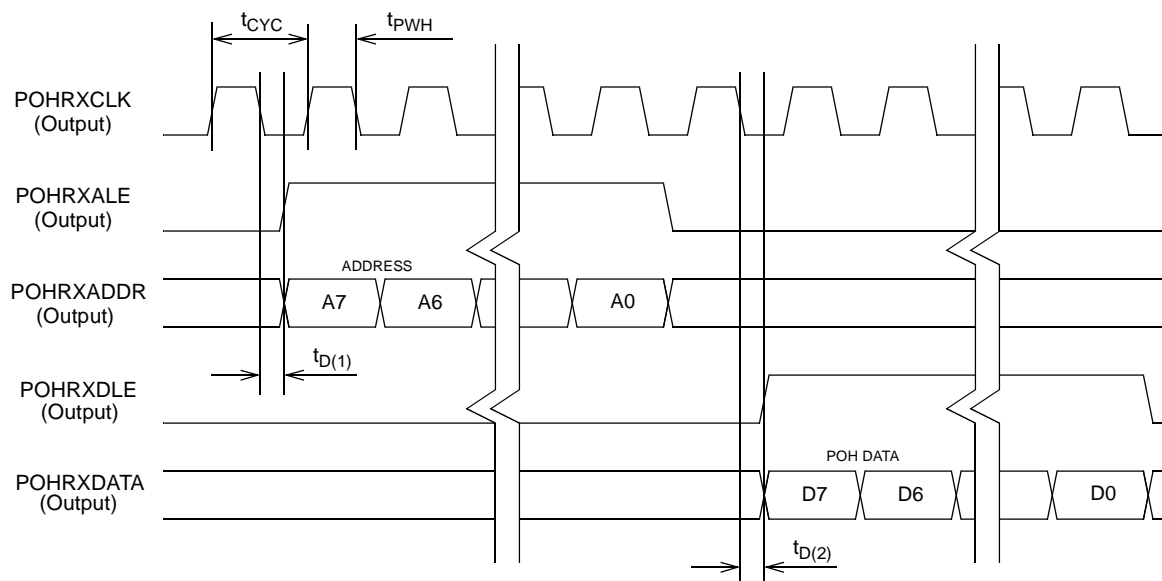 tCYC
tPWH
POHRXCLK
(Output)
POHRXALE
(Output)
ADDRESS
POHRXADDR
(Output)
A7
A6
A0
tD(1)
POHRXDLE
(Output)
POH DATA
POHRXDATA
(Output)
D7
D6
D0
tD(2)